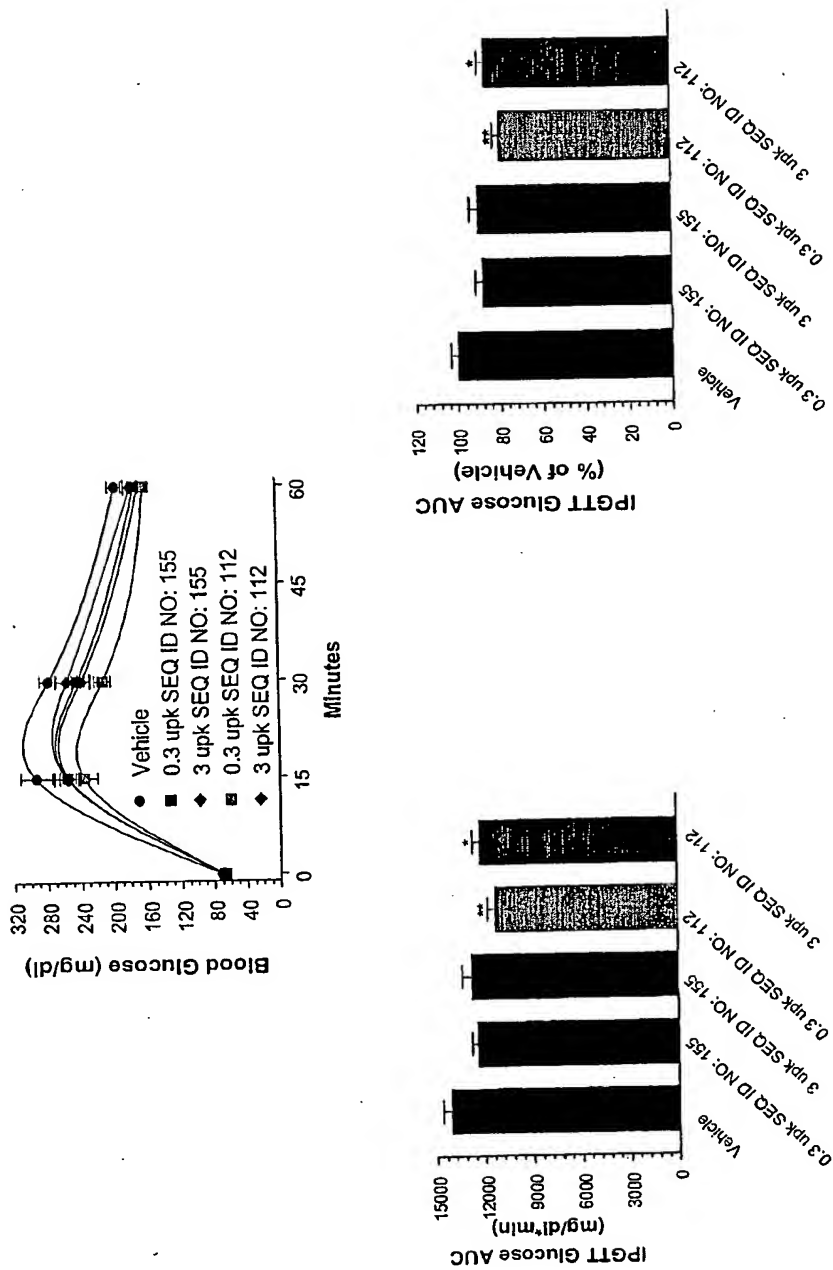 Blood Glucose (mg/dl)
320
280
240
200
160
120
80
40
0
0
15
30
45
60
Minutes
Vehicle
0.3 upk SEQ ID NO: 155
3 upk SEQ ID NO: 155
0.3 upk SEQ ID NO: 112
3 upk SEQ ID NO: 112
IPGTT Glucose AUC
(mg/dl*min)
15000
12000
9000
6000
3000
0
**
*
Vehicle
0.3 upk SEQ ID NO: 155
3 upk SEQ ID NO: 155
0.3 upk SEQ ID NO: 112
3 upk SEQ ID NO: 112
IPGTT Glucose AUC
(% of Vehicle)
120
100
80
60
40
20
0
**
*
Vehicle
0.3 upk SEQ ID NO: 155
3 upk SEQ ID NO: 155
0.3 upk SEQ ID NO: 112
3 upk SEQ ID NO: 112